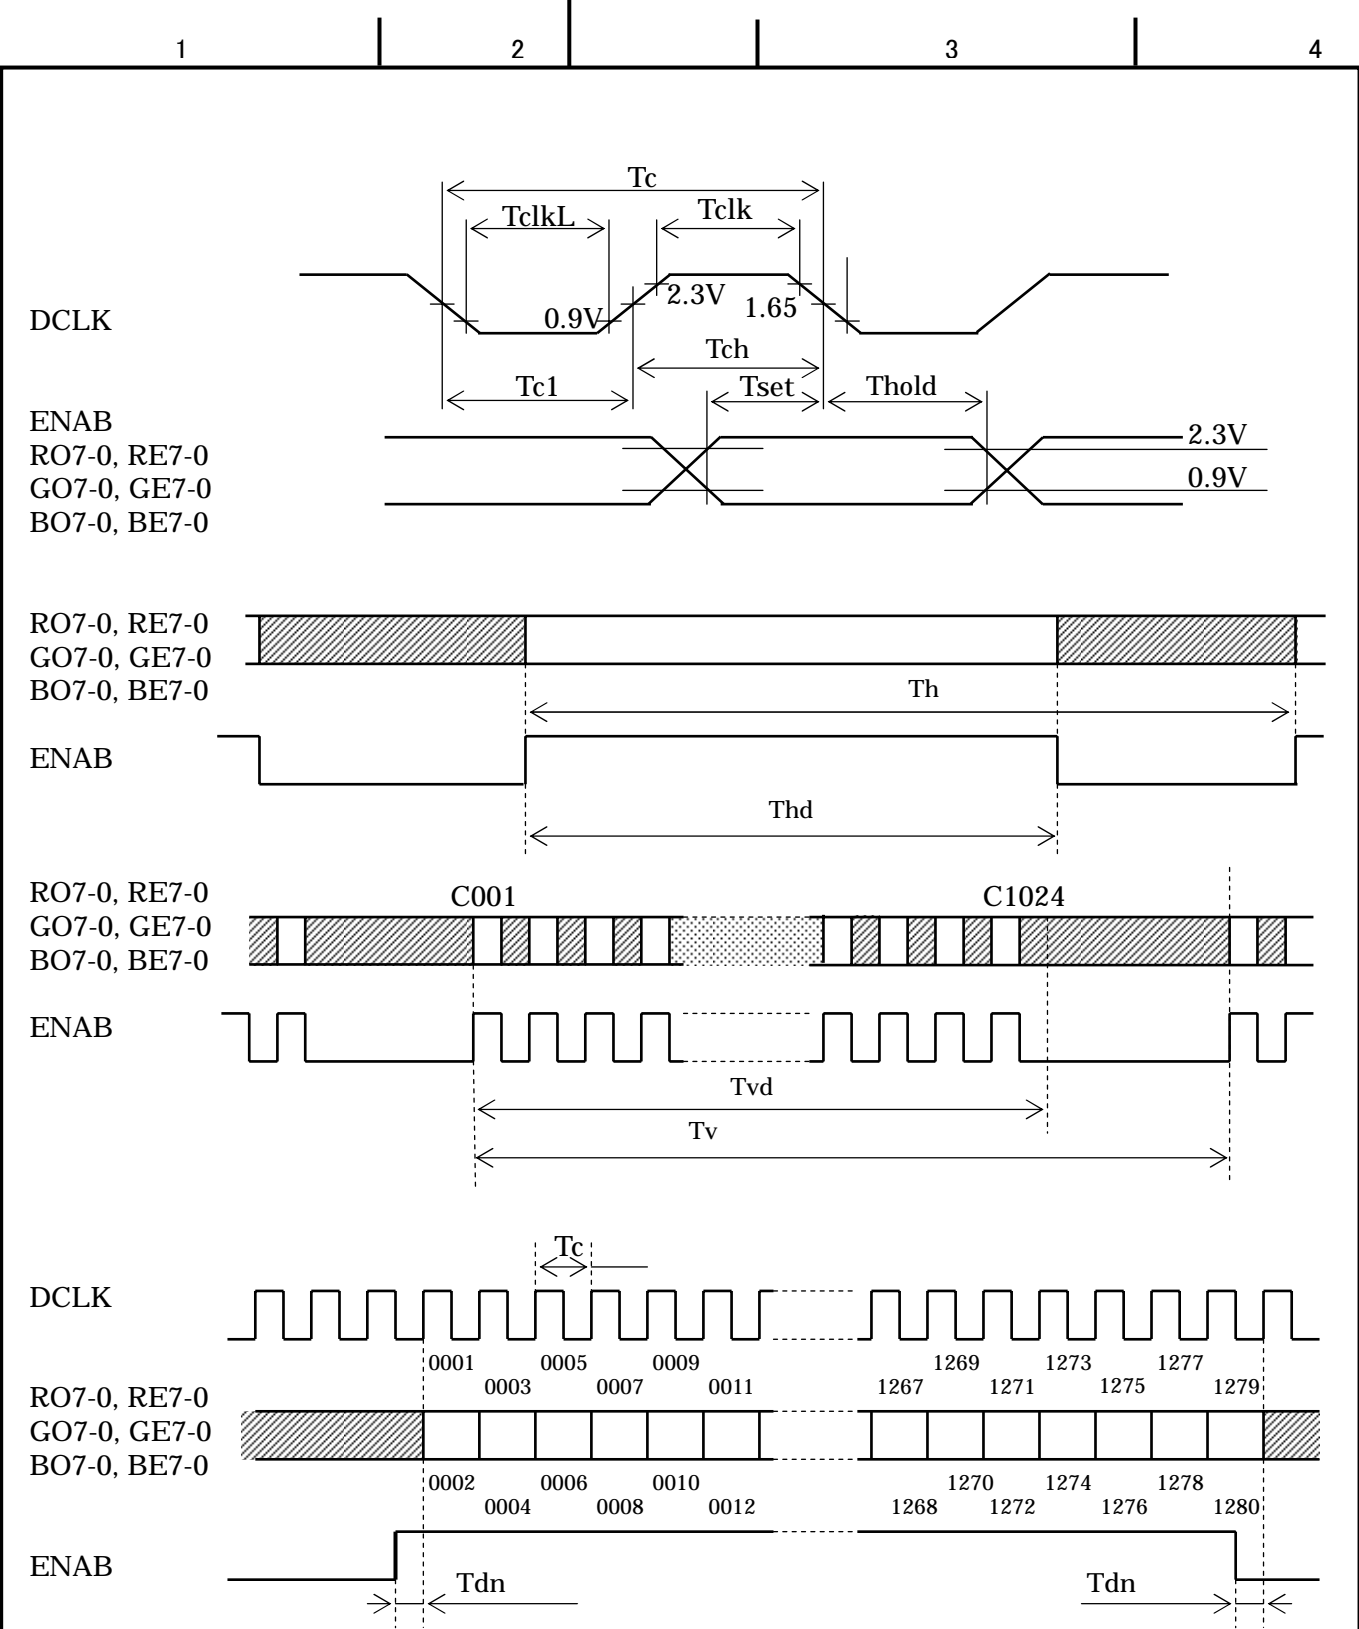 1 2 3 4
Tc
TclkL Tclk
2.3V
1.65
0.9V
DCLK
Tch
Tc1 Tset Thold
ENAB
RO7-0, RE7-0
GO7-0, GE7-0
BO7-0, BE7-0
2.3V
0.9V
RO7-0, RE7-0
GO7-0, GE7-0
BO7-0, BE7-0
Th
ENAB
Thd
RO7-0, RE7-0
GO7-0, GE7-0
BO7-0, BE7-0
C001 C1024
ENAB
Tvd
Tv
Tc
DCLK
0001 0005 0009 1269 1273 1277
0003 0007 0011 1267 1271 1275 1279
RO7-0, RE7-0
GO7-0, GE7-0
BO7-0, BE7-0
0002 0006 0010 1270 1274 1278
0004 0008 0012 1268 1272 1276 1280
ENAB
Tdn Tdn